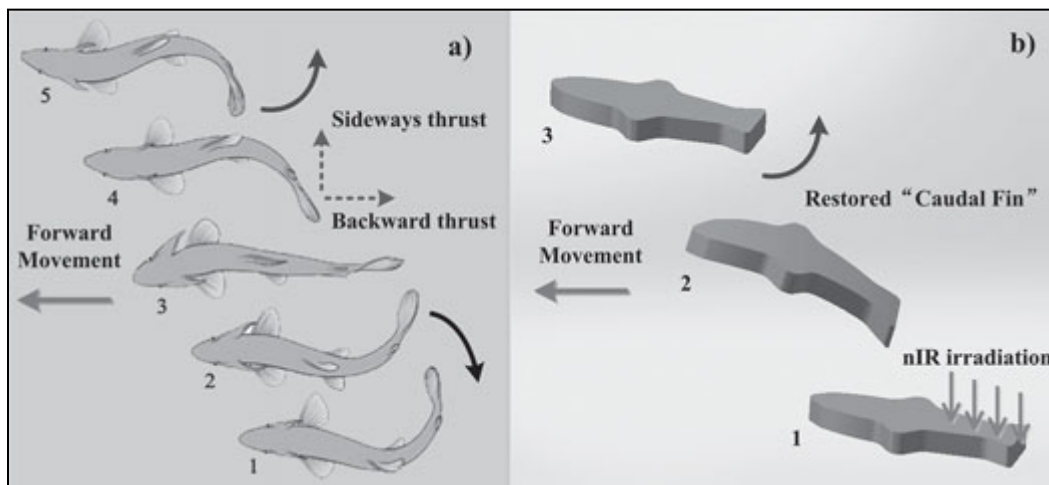 a)
5
Sideways thrust
4
Backward thrust
Forward
Movement
3
2
1
b)
3
Restored “Caudal Fin”
Forward
Movement
2
nIR irradiation
1